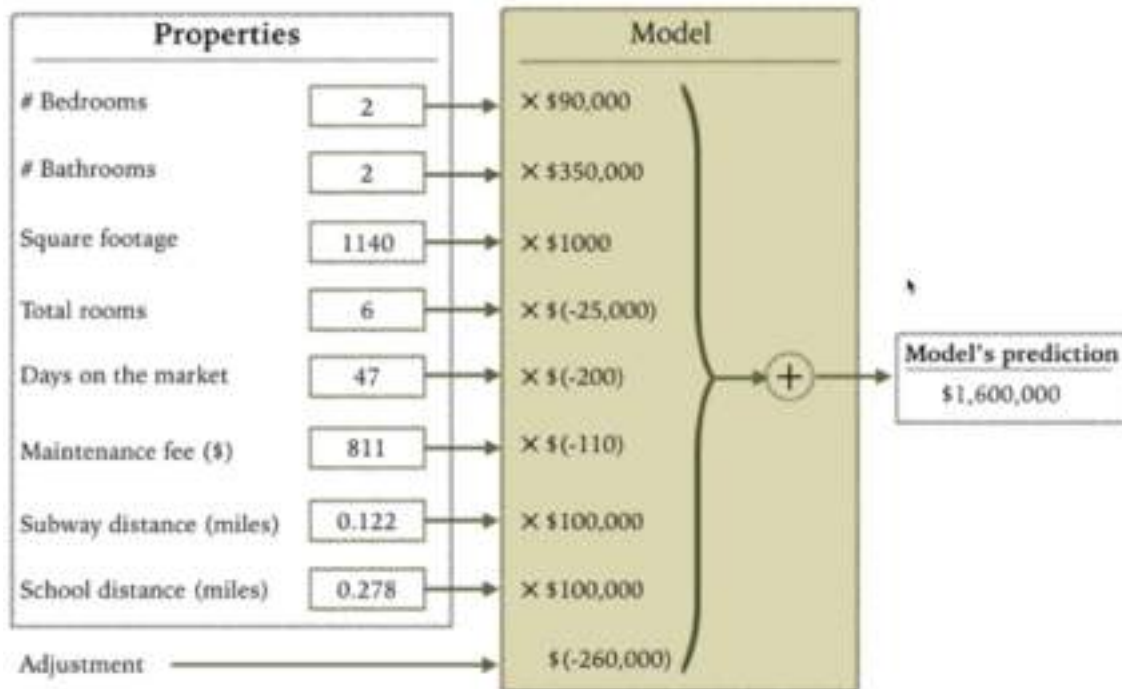 Properties
Model
# Bedrooms 2 × $90,000
# Bathrooms 2 × $350,000
Square footage 1140 × $1000
Total rooms 6 × $(-25,000)
Days on the market 47 × $(-200)
+
Model's prediction
$1,600,000
Maintenance fee ($) 811 × $(-110)
Subway distance (miles) 0.122 × $100,000
School distance (miles) 0.278 × $100,000
Adjustment $(-260,000)